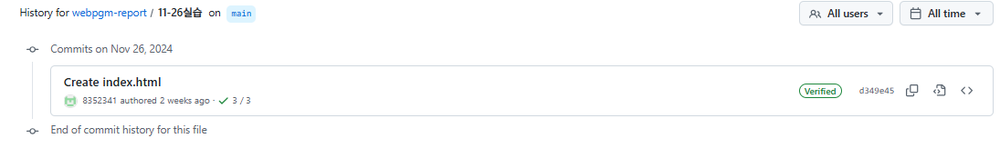 History for webpgm-report / 11-26실습 on main
All users
All time
Commits on Nov 26, 2024
Create index.html
8352341 authored 2 weeks ago · 3 / 3
Verified
d349e45
End of commit history for this file